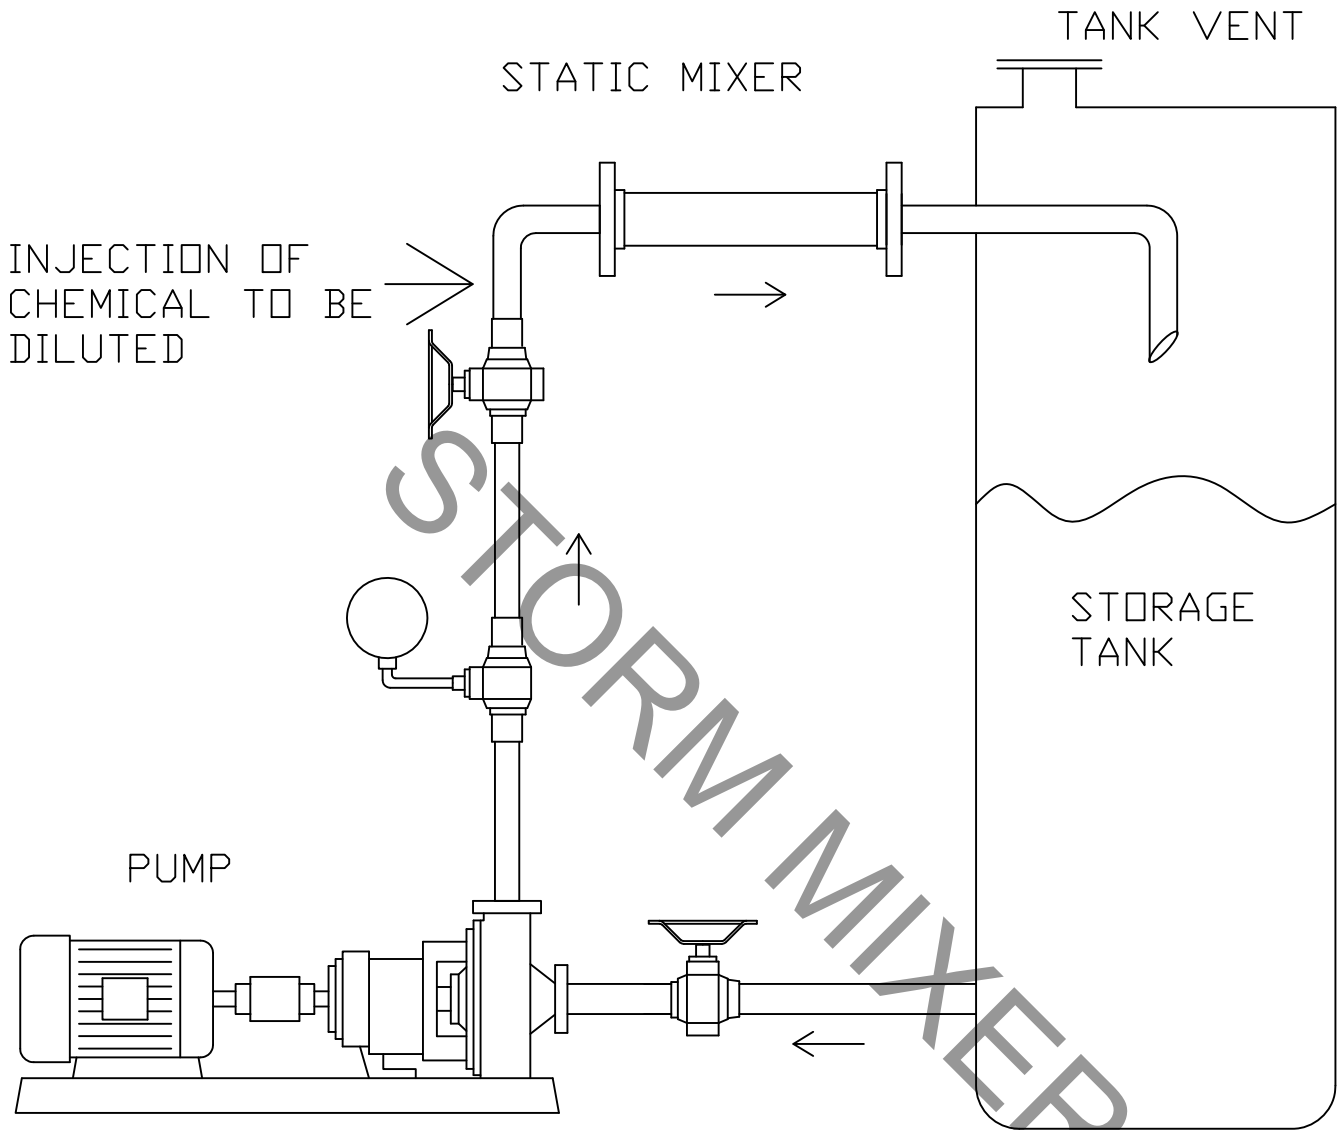 TANK VENT
STATIC MIXER
INJECTION OF
CHEMICAL TO BE
DILUTED
STORAGE
TANK
PUMP
STORM MIXER